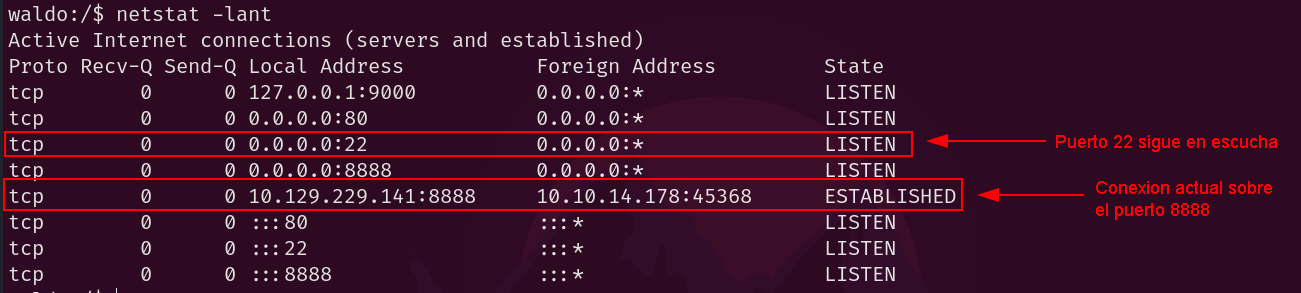 waldo:/$ netstat -lant
Active Internet connections (servers and established)
Proto Recv-Q Send-Q Local Address Foreign Address State
tcp 0 0 127.0.0.1:9000 0.0.0.0:* LISTEN
tcp 0 0 0.0.0.0:80 0.0.0.0:* LISTEN
tcp 0 0 0.0.0.0:22 0.0.0.0:* LISTEN Puerto 22 sigue en escucha
tcp 0 0 0.0.0.0:8888 0.0.0.0:* LISTEN
tcp 0 0 10.129.229.141:8888 10.10.14.178:45368 ESTABLISHED
Conexion actual sobre
el puerto 8888
tcp 0 0 :::80 :::* LISTEN
tcp 0 0 :::22 :::* LISTEN
tcp 0 0 :::8888 :::* LISTEN